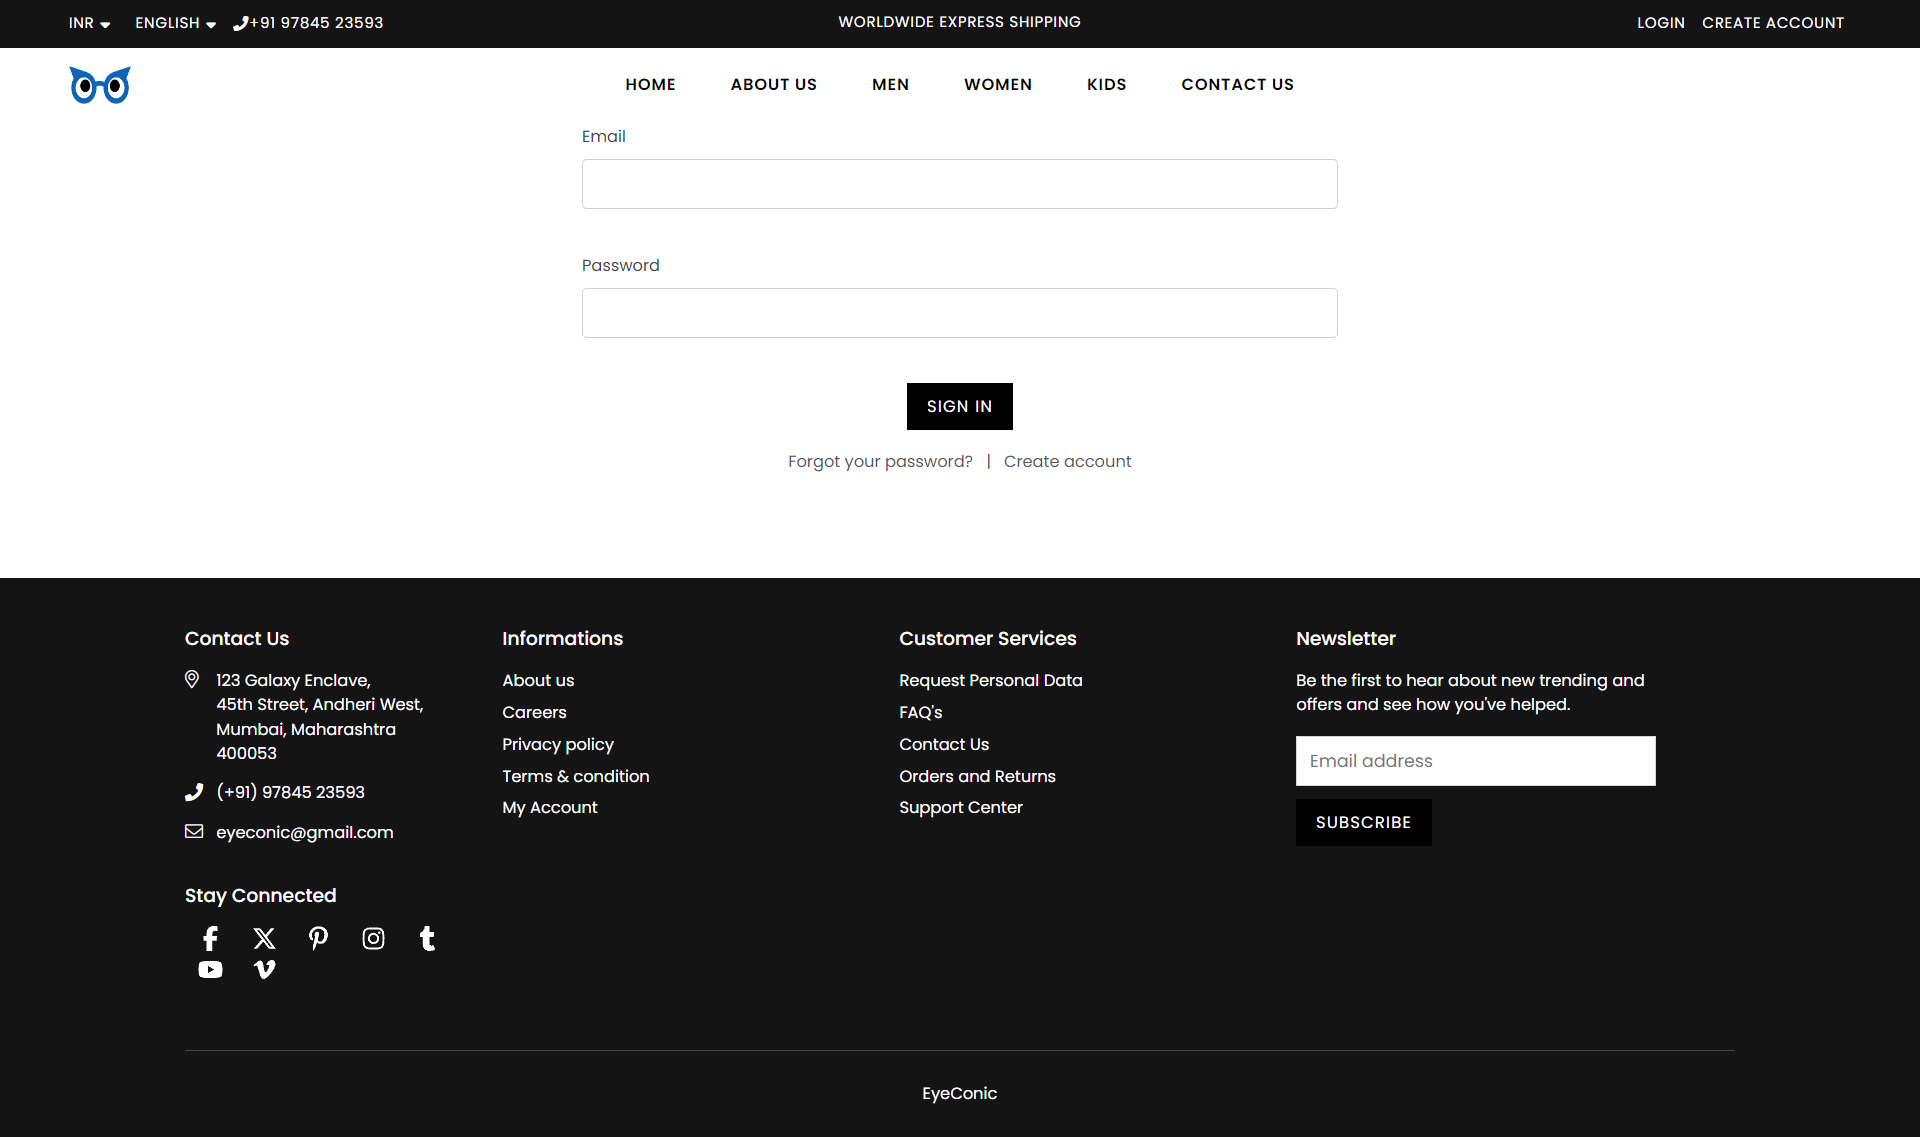 INR ENGLISH +91 97845 23593 WORLDWIDE EXPRESS SHIPPING LOGIN CREATE ACCOUNT
HOME ABOUT US MEN WOMEN KIDS CONTACT US
Email
Password
SIGN IN
Forgot your password? | Create account
Contact Us
123 Galaxy Enclave,
45th Street, Andheri West,
Mumbai, Maharashtra
400053
(+91) 97845 23593
eyeconic@gmail.com
Stay Connected
Informations
About us
Careers
Privacy policy
Terms & condition
My Account
Customer Services
Request Personal Data
FAQ's
Contact Us
Orders and Returns
Support Center
Newsletter
Be the first to hear about new trending and
offers and see how you've helped.
Email address
SUBSCRIBE
EyeConic